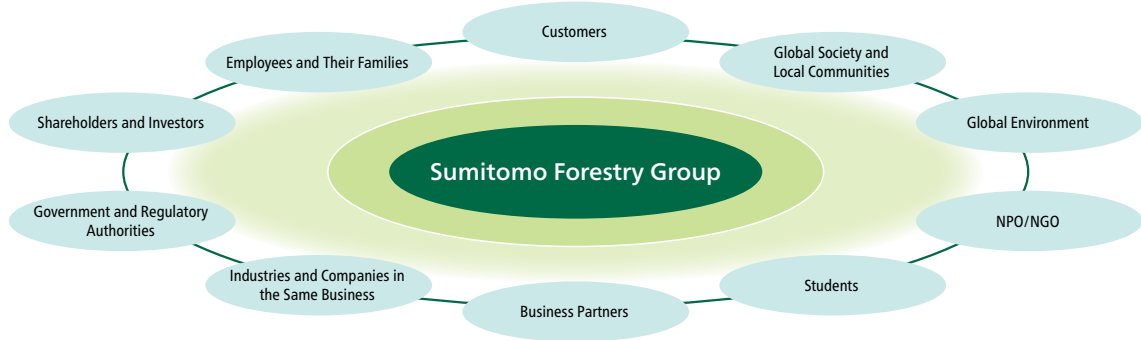 Customers
Employees and Their Families
Global Society and
Local Communities
Shareholders and Investors
Global Environment
Sumitomo Forestry Group
Government and Regulatory
Authorities
NPO/NGO
Industries and Companies in
the Same Business
Students
Business Partners